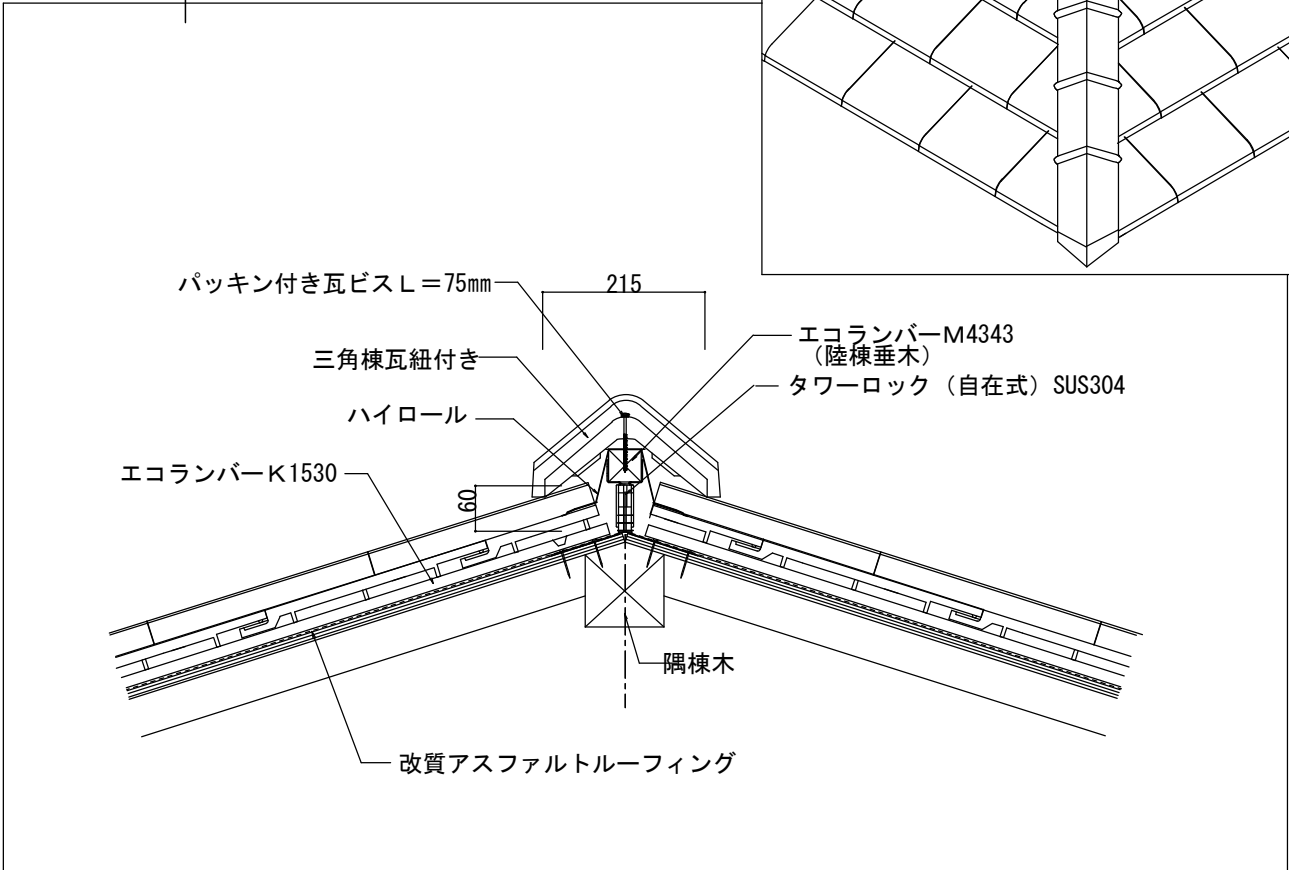 パッキン付き瓦ビスL=75mm
215
エコランバーM4343
(陸棟垂木)
三角棟瓦紐付き
タワーロック(自在式)SUS304
ハイロール
エコランバーK1530
60
隅棟木
改質アスファルトルーフィング